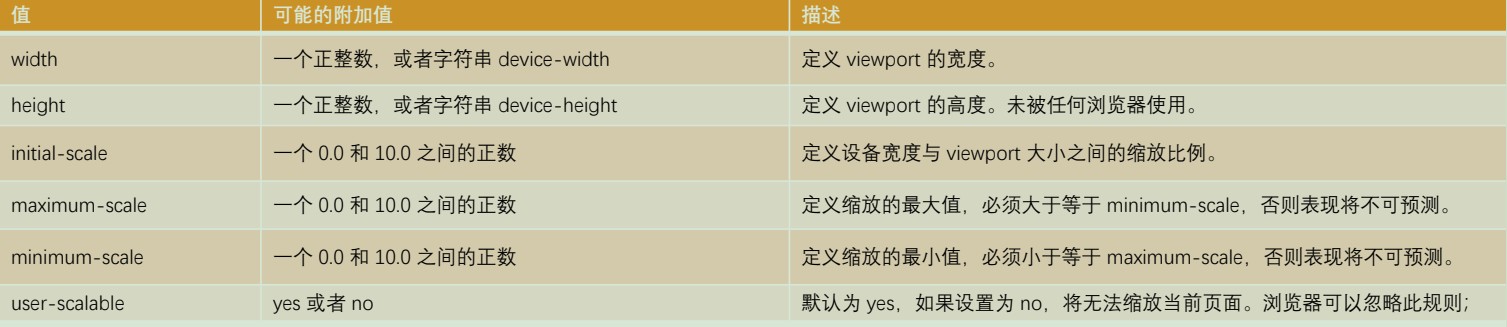 值 可能的附加值 描述
width 一个正整数，或者字符串 device-width 定义 viewport 的宽度。
height 一个正整数，或者字符串 device-height 定义 viewport 的高度。未被任何浏览器使用。
initial-scale 一个 0.0 和 10.0 之间的正数 定义设备宽度与 viewport 大小之间的缩放比例。
maximum-scale 一个 0.0 和 10.0 之间的正数 定义缩放的最大值，必须大于等于 minimum-scale，否则表现将不可预测。
minimum-scale 一个 0.0 和 10.0 之间的正数 定义缩放的最小值，必须小于等于 maximum-scale，否则表现将不可预测。
user-scalable yes 或者 no 默认为 yes，如果设置为 no，将无法缩放当前页面。浏览器可以忽略此规则；